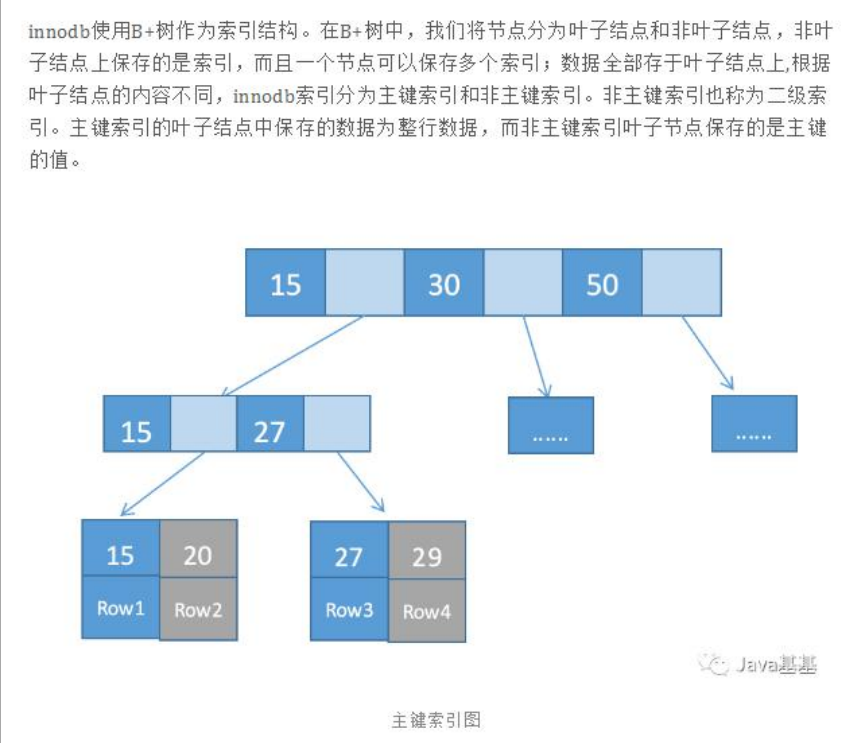 innodb使用B+树作为索引结构。在B+树中，我们将节点分为叶子结点和非叶子结点，非叶
子结点上保存的是索引，而且一个节点可以保存多个索引；数据全部存于叶子结点上,根据
叶子结点的内容不同，innodb索引分为主键索引和非主键索引。非主键索引也称为二级索
引。主键索引的叶子结点中保存的数据为整行数据，而非主键索引叶子节点保存的是主键
的值。
15 30 50
15 27 ...... ......
15 20 27 29
Row1 Row2 Row3 Row4
Java基基
主键索引图